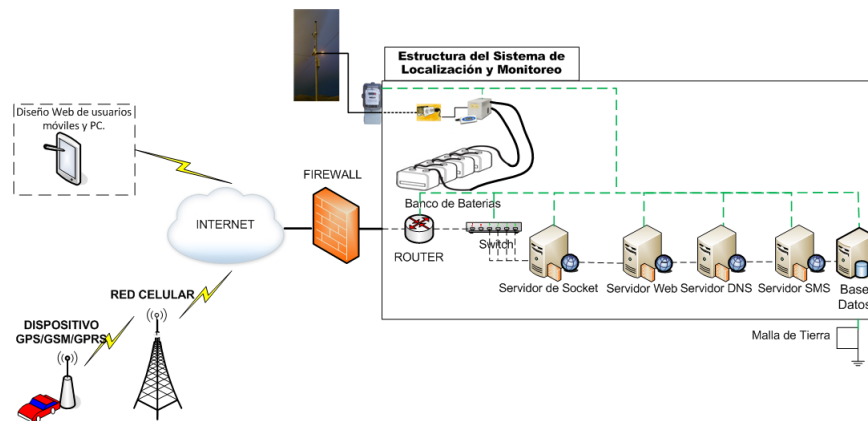 Estructura del Sistema de
Localización y Monitoreo
Diseño Web de usuarios
móviles y PC.
FIREWALL
INTERNET
Banco de Baterias
ROUTER
Switch
Servidor de Socket
Servidor Web
Servidor DNS
Servidor SMS
Base
Datos
RED CELULAR
DISPOSITIVO
GPS/GSM/GPRS
Malla de Tierra